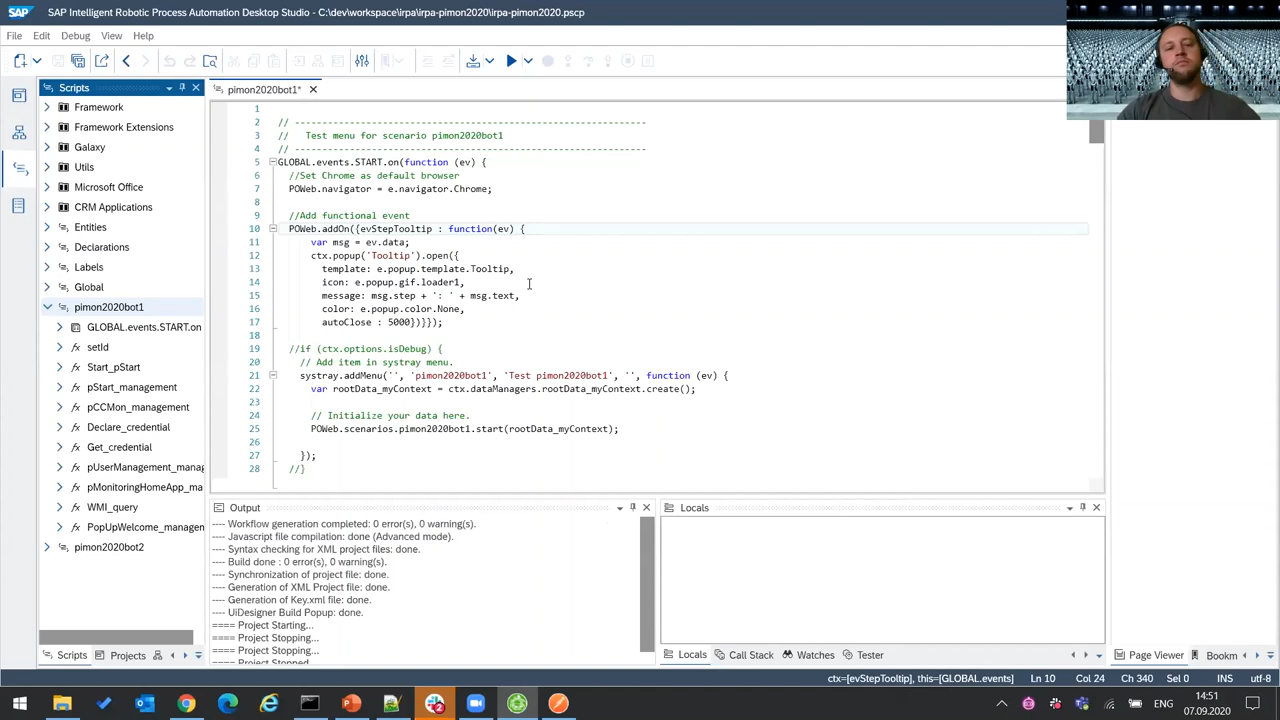 SAP Intelligent Robotic Process Automation Desktop Studio - C:\dev\workspace\irpa\irpa-pimon2020\irpa-pimon2020.pscp
File Edit Debug View Help
Scripts
pimon2020bot1*
Framework
Framework Extensions
Galaxy
Utils
Microsoft Office
CRM Applications
Entities
Declarations
Labels
Global
pimon2020bot1
GLOBAL.events.START.on
setId
Start_pStart
pStart_management
pCCMon_management
Declare_credential
Get_credential
pUserManagement_manag
pMonitoringHomeApp_ma
WMI_query
PopUpWelcome_managen
pimon2020bot2
1
2 // ----------------------------------------------------------------
3 // Test menu for scenario pimon2020bot1
4 // ----------------------------------------------------------------
5 GLOBAL.events.START.on(function (ev) {
6 //Set Chrome as default browser
7 POWeb.navigator = e.navigator.Chrome;
8
9 //Add functional event
10 POWeb.addOn({evStepTooltip : function(ev) {
11 var msg = ev.data;
12 ctx.popup('Tooltip').open({
13 template: e.popup.template.Tooltip,
14 icon: e.popup.gif.loader1,
15 message: msg.step + ': ' + msg.text,
16 color: e.popup.color.None,
17 autoClose : 5000})}});
18
19 //if (ctx.options.isDebug) {
20 // Add item in systray menu.
21 systray.addMenu('', 'pimon2020bot1', 'Test pimon2020bot1', '', function (ev) {
22 var rootData_myContext = ctx.dataManagers.rootData_myContext.create();
23
24 // Initialize your data here.
25 POWeb.scenarios.pimon2020bot1.start(rootData_myContext);
26
27 });
28 //}
Output
---- Workflow generation completed: 0 error(s), 0 warning(s).
---- Javascript file compilation: done (Advanced mode).
---- Syntax checking for XML project files: done.
---- Build done : 0 error(s), 0 warning(s).
---- Synchronization of project file: done.
---- Generation of XML Project file: done.
---- Generation of Key.xml file: done.
---- UiDesigner Build Popup: done.
==== Project Starting...
==== Project Stopping...
==== Project Stopping...
==== Project Stopped
Locals
Scripts Projects
Locals Call Stack Watches Tester
Page Viewer Bookm
ctx=[evStepTooltip], this=[GLOBAL.events] Ln 10 Col 24 Ch 340 Sel 0 INS utf-8
ENG
14:51
07.09.2020